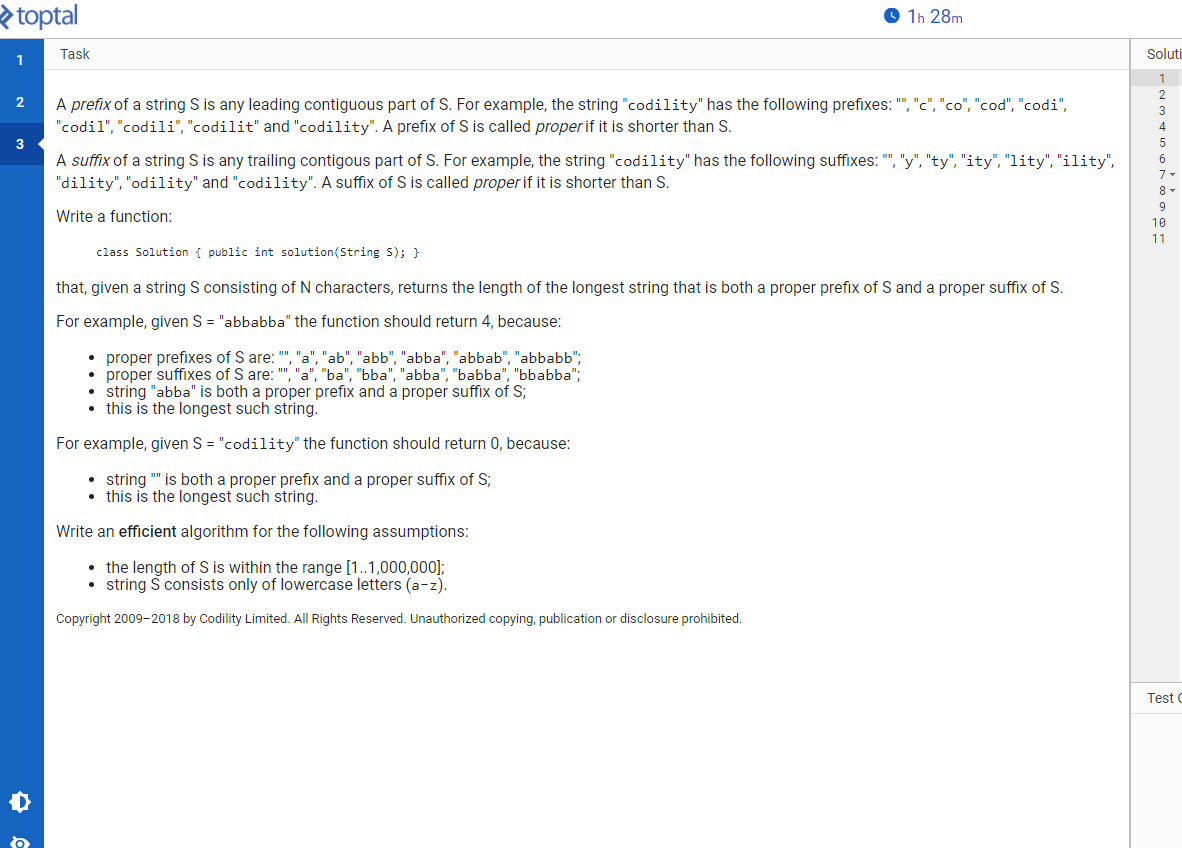 toptal
1h 28m
1
2
3
Task
A prefix of a string S is any leading contiguous part of S. For example, the string "codility" has the following prefixes: "", "c", "co", "cod", "codi",
"codil", "codili", "codilit" and "codility". A prefix of S is called proper if it is shorter than S.
A suffix of a string S is any trailing contigous part of S. For example, the string "codility" has the following suffixes: "", "y", "ty", "ity", "lity", "ility",
"dility", "odility" and "codility". A suffix of S is called proper if it is shorter than S.
Write a function:
class Solution { public int solution(String S); }
that, given a string S consisting of N characters, returns the length of the longest string that is both a proper prefix of S and a proper suffix of S.
For example, given S = "abbabba" the function should return 4, because:
• proper prefixes of S are: "", "a", "ab", "abb", "abba", "abbab", "abbabb";
• proper suffixes of S are: "", "a", "ba", "bba", "abba", "babba", "bbabba";
• string "abba" is both a proper prefix and a proper suffix of S;
• this is the longest such string.
For example, given S = "codility" the function should return 0, because:
• string "" is both a proper prefix and a proper suffix of S;
• this is the longest such string.
Write an efficient algorithm for the following assumptions:
• the length of S is within the range [1..1,000,000];
• string S consists only of lowercase letters (a-z).
Copyright 2009–2018 by Codility Limited. All Rights Reserved. Unauthorized copying, publication or disclosure prohibited.
Soluti
1
2
3
4
5
6
7
8
9
10
11
Test